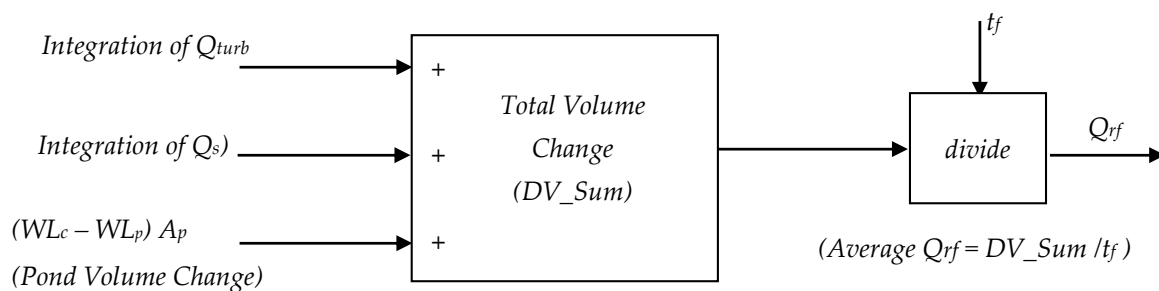 Integration of Qturb
+
Integration of Qs)
+
(WLc – WLp) Ap
(Pond Volume Change)
+
Total Volume
Change
(DV_Sum)
tf
divide
Qrf
(Average Qrf = DV_Sum /tf )